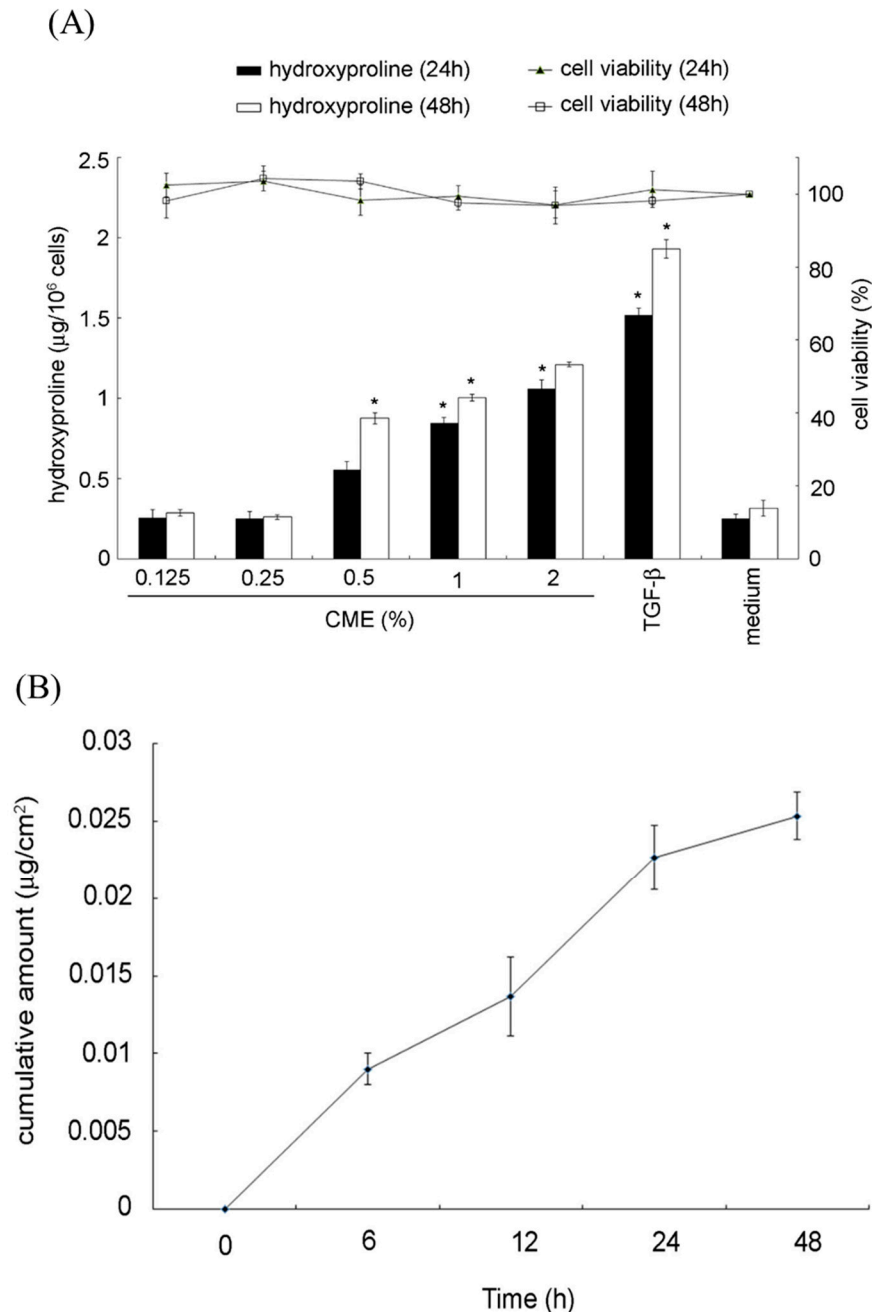 (A)
hydroxyproline (24h) cell viability (24h)
hydroxyproline (48h) cell viability (48h)
2.5
2
1.5
1
0.5
0
hydroxyproline (µg/10⁶ cells)
100
80
60
40
20
0
cell viability (%)
* * * * * *
0.125 0.25 0.5 1 2 TGF-β medium
CME (%)
(B)
0.03
0.025
0.02
0.015
0.01
0.005
0
cumulative amount (µg/cm²)
0 6 12 24 48
Time (h)